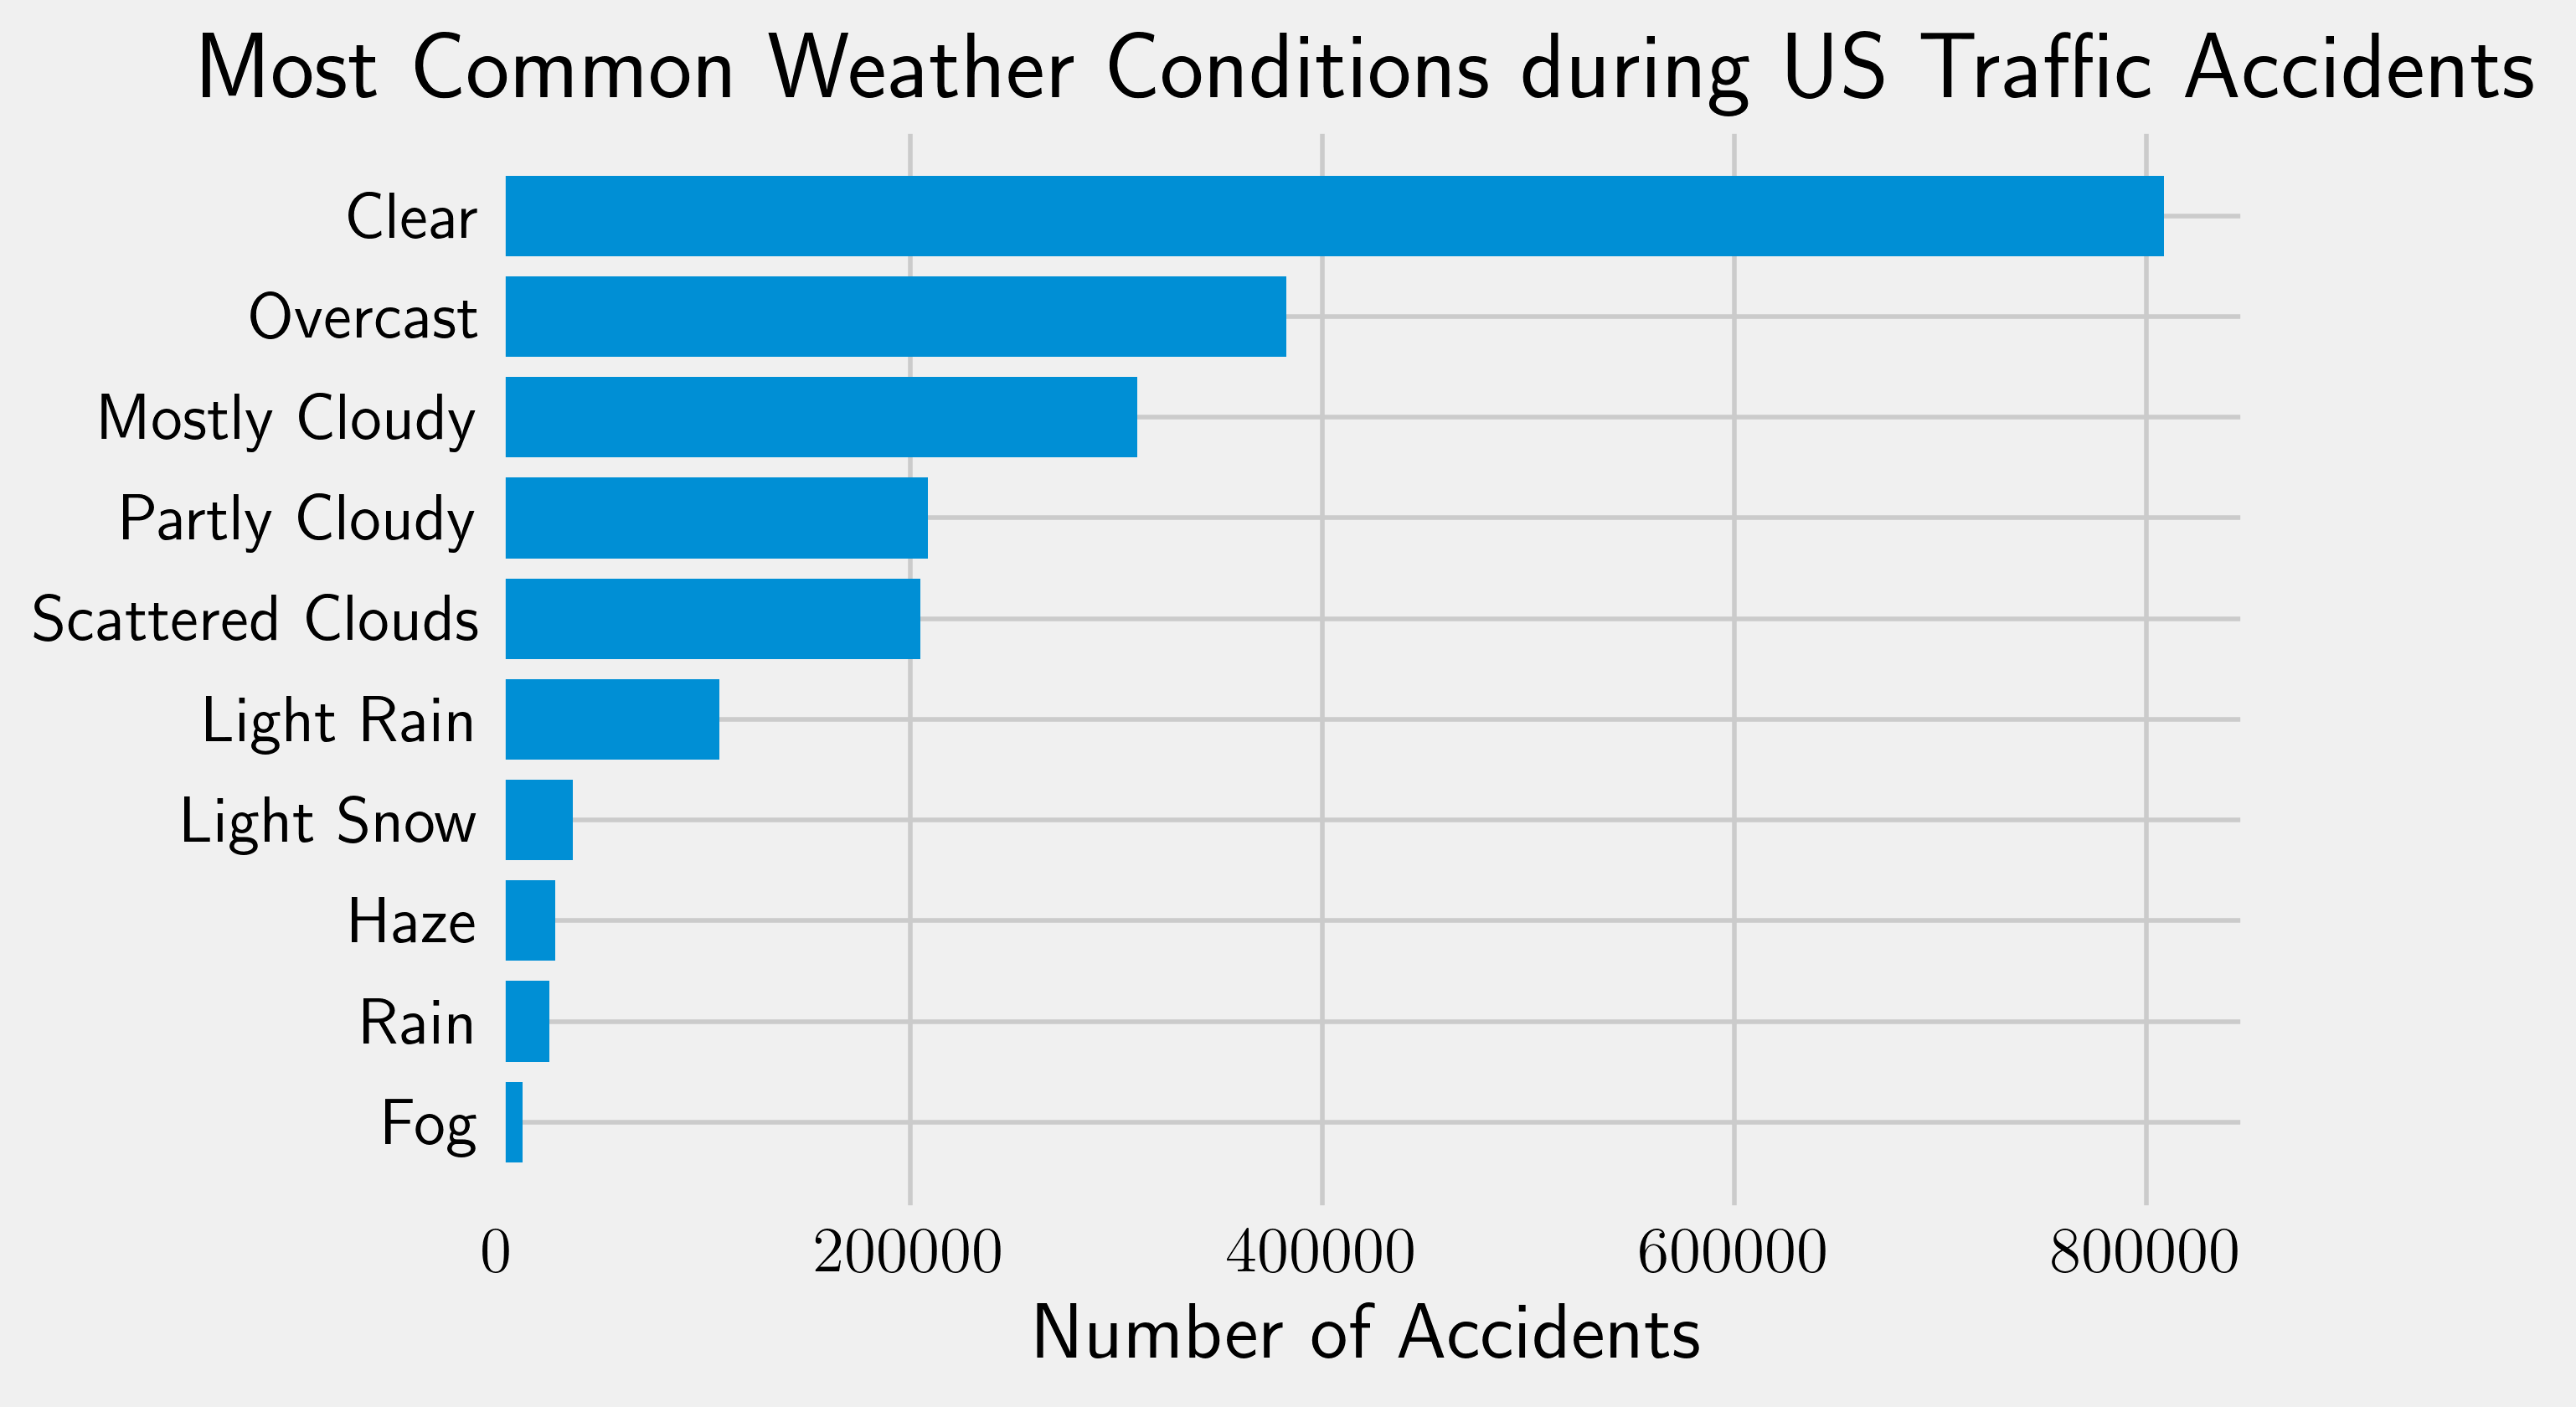 Most Common Weather Conditions during US Traffic Accidents
Clear
Overcast
Mostly Cloudy
Partly Cloudy
Scattered Clouds
Light Rain
Light Snow
Haze
Rain
Fog
0 200000 400000 600000 800000
Number of Accidents